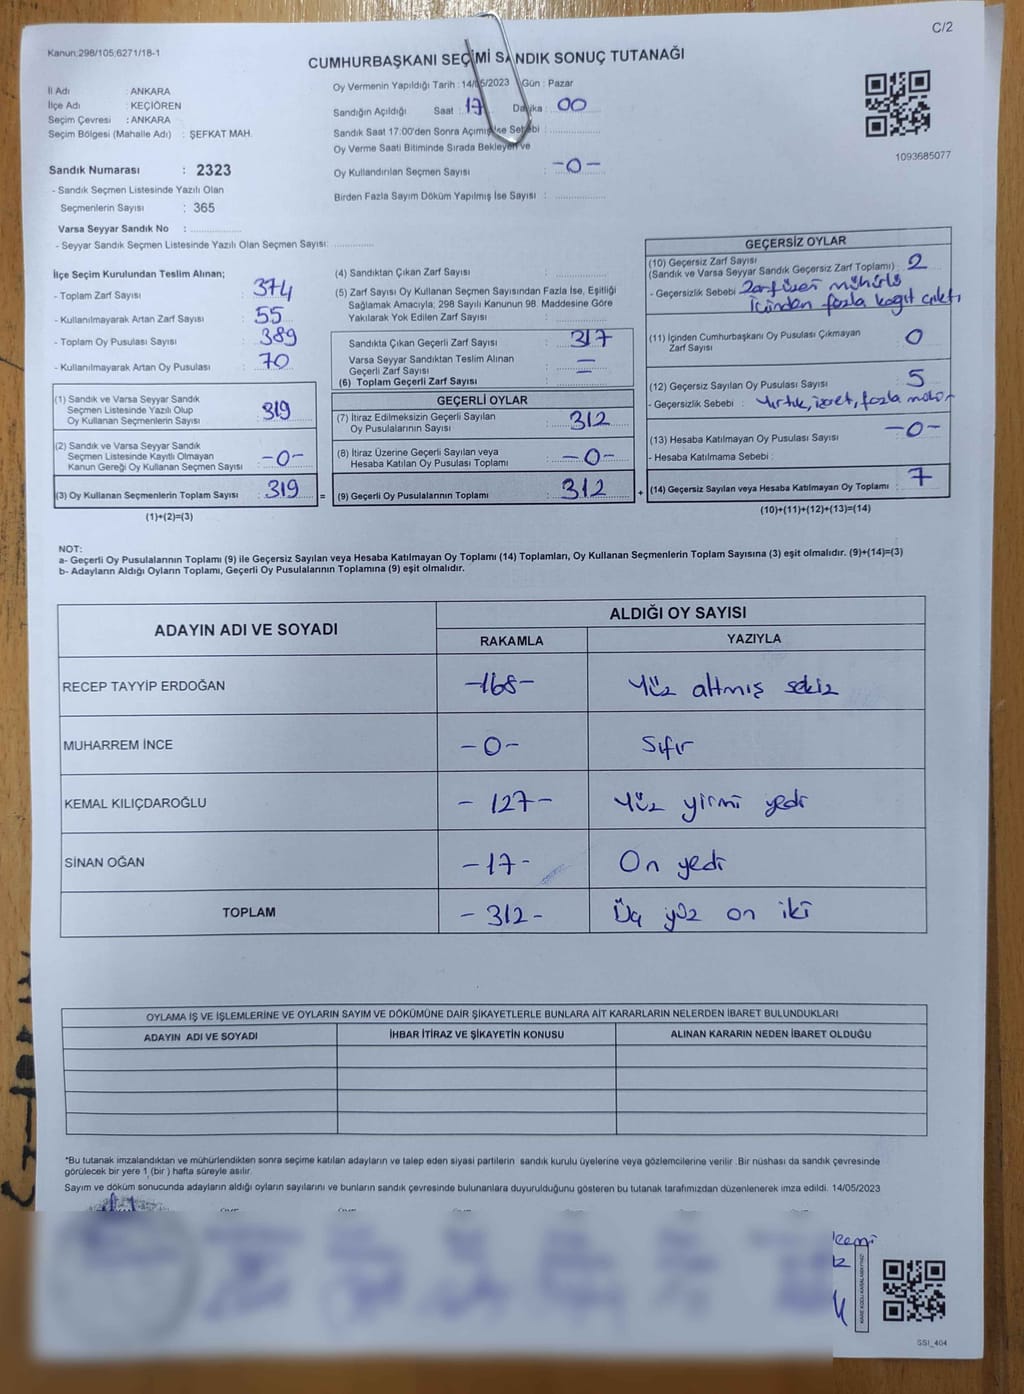 C/2
Kanun:298/105;6271/18-1
CUMHURBAŞKANI SEÇİMİ SANDIK SONUÇ TUTANAĞI
İl Adı : ANKARA
İlçe Adı : KEÇİÖREN
Seçim Çevresi : ANKARA
Seçim Bölgesi (Mahalle Adı) : ŞEFKAT MAH.
Oy Vermenin Yapıldığı Tarih : 14/05/2023 Gün : Pazar
Sandığın Açıldığı Saat : 17 Dakika : 00
Sandık Saat 17:00'den Sonra Açılmış İse Sebebi :
Oy Verme Saati Bitiminde Sırada Bekleyen ve
Oy Kullandırılan Seçmen Sayısı : -0-
Birden Fazla Sayım Döküm Yapılmış İse Sayısı :
1093685077
Sandık Numarası : 2323
- Sandık Seçmen Listesinde Yazılı Olan
Seçmenlerin Sayısı : 365
Varsa Seyyar Sandık No :
- Seyyar Sandık Seçmen Listesinde Yazılı Olan Seçmen Sayısı:
İlçe Seçim Kurulundan Teslim Alınan;
- Toplam Zarf Sayısı : 374
- Kullanılmayarak Artan Zarf Sayısı : 55
- Toplam Oy Pusulası Sayısı : 389
- Kullanılmayarak Artan Oy Pusulası : 70
(1) Sandık ve Varsa Seyyar Sandık
Seçmen Listesinde Yazılı Olup
Oy Kullanan Seçmenlerin Sayısı : 319
(2) Sandık ve Varsa Seyyar Sandık
Seçmen Listesinde Kayıtlı Olmayan
Kanun Gereği Oy Kullanan Seçmen Sayısı : -0-
(3) Oy Kullanan Seçmenlerin Toplam Sayısı : 319 =
(1)+(2)=(3)
(4) Sandıktan Çıkan Zarf Sayısı :
(5) Zarf Sayısı Oy Kullanan Seçmen Sayısından Fazla İse, Eşitliği
Sağlamak Amacıyla; 298 Sayılı Kanunun 98. Maddesine Göre
Yakılarak Yok Edilen Zarf Sayısı :
Sandıkta Çıkan Geçerli Zarf Sayısı : 317
Varsa Seyyar Sandıktan Teslim Alınan
Geçerli Zarf Sayısı : —
(6) Toplam Geçerli Zarf Sayısı : —
GEÇERLİ OYLAR
(7) İtiraz Edilmeksizin Geçerli Sayılan
Oy Pusulalarının Sayısı : 312
(8) İtiraz Üzerine Geçerli Sayılan veya
Hesaba Katılan Oy Pusulası Toplamı : -0-
(9) Geçerli Oy Pusulalarının Toplamı : 312 +
GEÇERSİZ OYLAR
(10) Geçersiz Zarf Sayısı
(Sandık ve Varsa Seyyar Sandık Geçersiz Zarf Toplamı) : 2
- Geçersizlik Sebebi : Zarf üzeri mühürlü
İçinden fazla kağıt çıktı
(11) İçinden Cumhurbaşkanı Oy Pusulası Çıkmayan
Zarf Sayısı : 0
(12) Geçersiz Sayılan Oy Pusulası Sayısı : 5
- Geçersizlik Sebebi : Yırtık, işaret, fazla mühür
(13) Hesaba Katılmayan Oy Pusulası Sayısı : -0-
- Hesaba Katılmama Sebebi :
(14) Geçersiz Sayılan veya Hesaba Katılmayan Oy Toplamı : 7
(10)+(11)+(12)+(13)=(14)
NOT:
a- Geçerli Oy Pusulalarının Toplamı (9) ile Geçersiz Sayılan veya Hesaba Katılmayan Oy Toplamı (14) Toplamları, Oy Kullanan Seçmenlerin Toplam Sayısına (3) eşit olmalıdır. (9)+(14)=(3)
b- Adayların Aldığı Oyların Toplamı, Geçerli Oy Pusulalarının Toplamına (9) eşit olmalıdır.
ADAYIN ADI VE SOYADI ALDIĞI OY SAYISI
RAKAMLA YAZIYLA
RECEP TAYYİP ERDOĞAN -168- Yüz altmış sekiz
MUHARREM İNCE -0- Sıfır
KEMAL KILIÇDAROĞLU -127- Yüz yirmi yedi
SİNAN OĞAN -17- On yedi
TOPLAM -312- Üç yüz on iki
OYLAMA İŞ VE İŞLEMLERİNE VE OYLARIN SAYIM VE DÖKÜMÜNE DAİR ŞİKAYETLERLE BUNLARA AİT KARARLARIN NELERDEN İBARET BULUNDUKLARI
ADAYIN ADI VE SOYADI İHBAR İTİRAZ VE ŞİKAYETİN KONUSU ALINAN KARARIN NEDEN İBARET OLDUĞU
*Bu tutanak imzalandıktan ve mühürlendikten sonra seçime katılan adayların ve talep eden siyasi partilerin sandık kurulu üyelerine veya gözlemcilerine verilir. Bir nüshası da sandık çevresinde
görülecek bir yere 1 (bir) hafta süreyle asılır.
Sayım ve döküm sonucunda adayların aldığı oyların sayılarını ve bunların sandık çevresinde bulunanlara duyurulduğunu gösteren bu tutanak tarafımızdan düzenlenerek imza edildi. 14/05/2023
KARE KODU KARALAMAYINIZ!
SSI_404